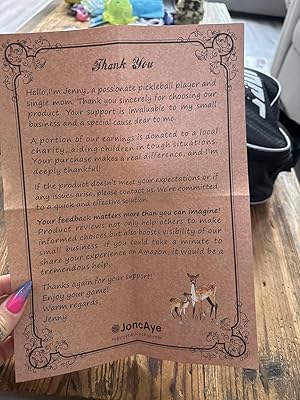 Thank You
Hello, I'm Jenny, a passionate pickleball player and
single mom. Thank you sincerely for choosing our
product. Your support is invaluable to my small
business and a special cause dear to me.
A portion of our earnings is donated to a local
charity, aiding children in tough situations.
Your purchase makes a real difference, and I'm
deeply thankful.
If the product doesn't meet your expectations or if
any issues arise, please contact us. We're committed
to a quick and effective solution.
Your feedback matters more than you can imagine!
Product reviews not only help others to make
informed choices but also boosts visibility of our
small business. if you could take a minute to
share your experience on Amazon, it would be a
tremendous help.
Thanks again for your support!
Enjoy your game!
Warm regards,
Jenny
JoncAye